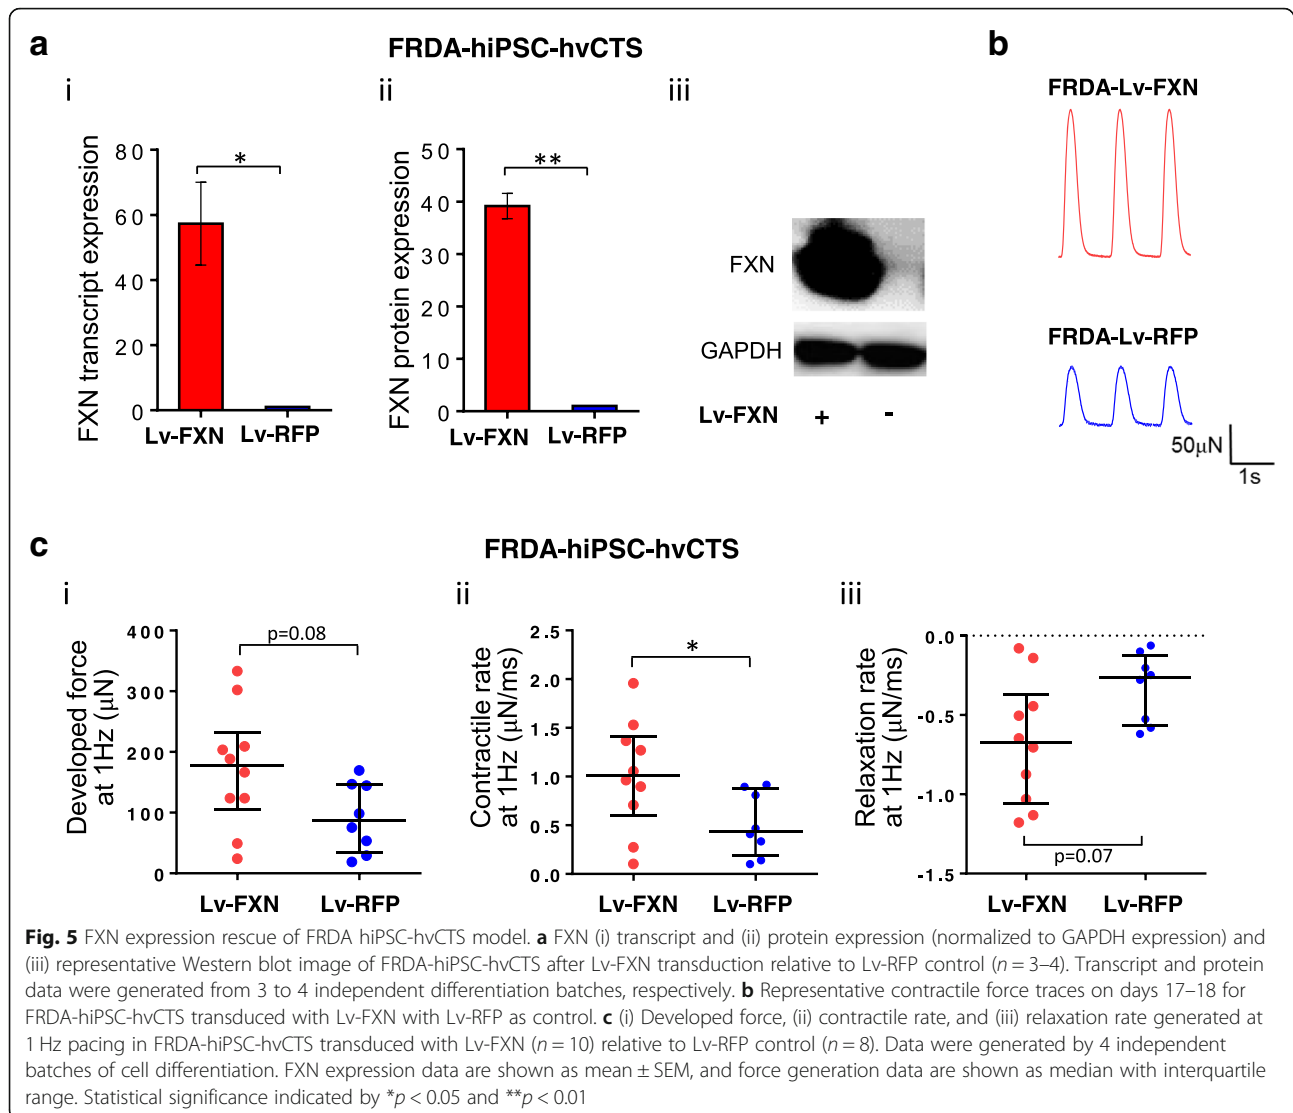 a
FRDA-hiPSC-hvCTS
b
i
ii
iii
FXN transcript expression
80
60
40
20
0
*
Lv-FXN
Lv-RFP
FXN protein expression
50
40
30
20
10
0
**
Lv-FXN
Lv-RFP
FXN
GAPDH
Lv-FXN + -
FRDA-Lv-FXN
FRDA-Lv-RFP
50μN
1s
c
FRDA-hiPSC-hvCTS
i
ii
iii
Developed force
at 1Hz (μN)
400
300
200
100
0
p=0.08
Lv-FXN
Lv-RFP
Contractile rate
at 1Hz (μN/ms)
2.5
2.0
1.5
1.0
0.5
0.0
*
Lv-FXN
Lv-RFP
Relaxation rate
at 1Hz (μN/ms)
0.0
-0.5
-1.0
-1.5
p=0.07
Lv-FXN
Lv-RFP
Fig. 5 FXN expression rescue of FRDA hiPSC-hvCTS model. a FXN (i) transcript and (ii) protein expression (normalized to GAPDH expression) and
(iii) representative Western blot image of FRDA-hiPSC-hvCTS after Lv-FXN transduction relative to Lv-RFP control (n = 3–4). Transcript and protein
data were generated from 3 to 4 independent differentiation batches, respectively. b Representative contractile force traces on days 17–18 for
FRDA-hiPSC-hvCTS transduced with Lv-FXN with Lv-RFP as control. c (i) Developed force, (ii) contractile rate, and (iii) relaxation rate generated at
1 Hz pacing in FRDA-hiPSC-hvCTS transduced with Lv-FXN (n = 10) relative to Lv-RFP control (n = 8). Data were generated by 4 independent
batches of cell differentiation. FXN expression data are shown as mean ± SEM, and force generation data are shown as median with interquartile
range. Statistical significance indicated by *p < 0.05 and **p < 0.01